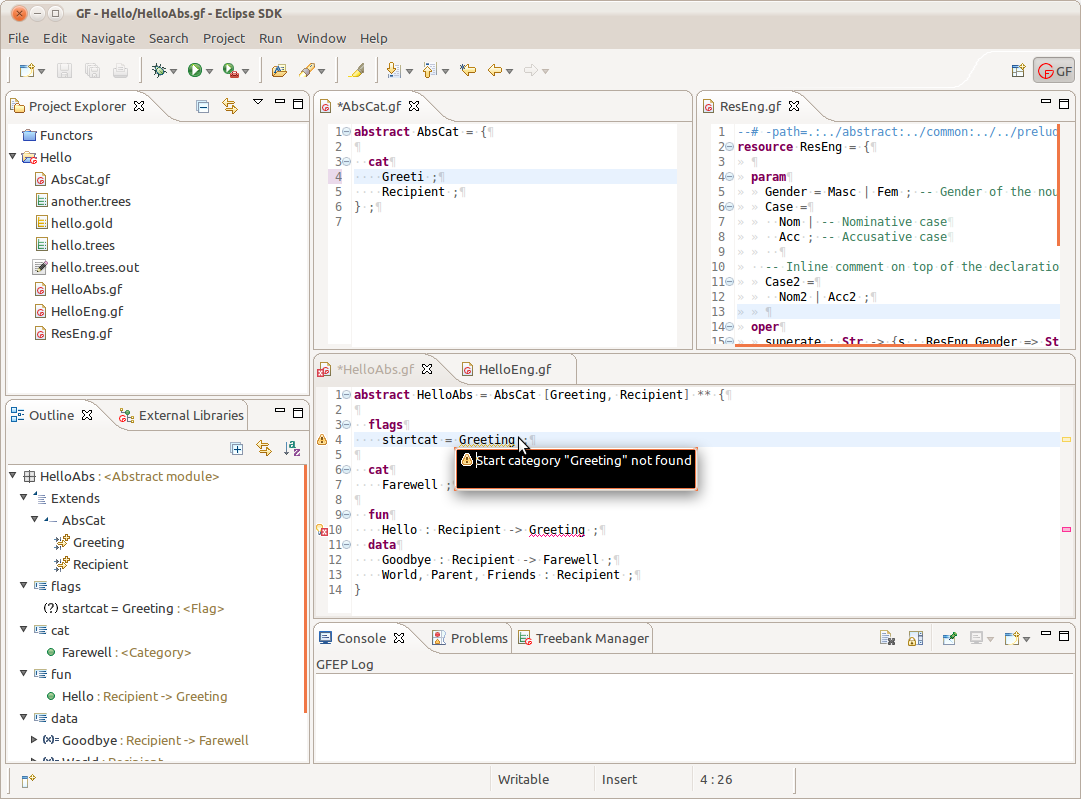 GF - Hello/HelloAbs.gf - Eclipse SDK
File Edit Navigate Search Project Run Window Help
GF
Project Explorer
Functors
Hello
AbsCat.gf
another.trees
hello.gold
hello.trees
hello.trees.out
HelloAbs.gf
HelloEng.gf
ResEng.gf
*AbsCat.gf
1 abstract AbsCat = {
2
3 cat
4 Greeti ;
5 Recipient ;
6 } ;
7
ResEng.gf
1 --# -path=.:../abstract:../common:../../prelud
2 resource ResEng = {
3
4 param
5 Gender = Masc | Fem ; -- Gender of the nou
6 Case =
7 Nom | -- Nominative case
8 Acc ; -- Accusative case
9
10 -- Inline comment on top of the declaratio
11 Case2 =
12 Nom2 | Acc2 ;
13
14 oper
15 superate : Str -> {s : ResEng.Gender => St
Outline External Libraries
HelloAbs : <Abstract module>
Extends
AbsCat
Greeting
Recipient
flags
(?) startcat = Greeting : <Flag>
cat
Farewell : <Category>
fun
Hello : Recipient -> Greeting
data
(x)= Goodbye : Recipient -> Farewell
(x)= World : Recipient
*HelloAbs.gf HelloEng.gf
1 abstract HelloAbs = AbsCat [Greeting, Recipient] ** {
2
3 flags
4 startcat = Greeting ;
5
Start category "Greeting" not found
6 cat
7 Farewell ;
8
9 fun
10 Hello : Recipient -> Greeting ;
11 data
12 Goodbye : Recipient -> Farewell ;
13 World, Parent, Friends : Recipient ;
14 }
Console Problems Treebank Manager
GFEP Log
Writable Insert 4 : 26